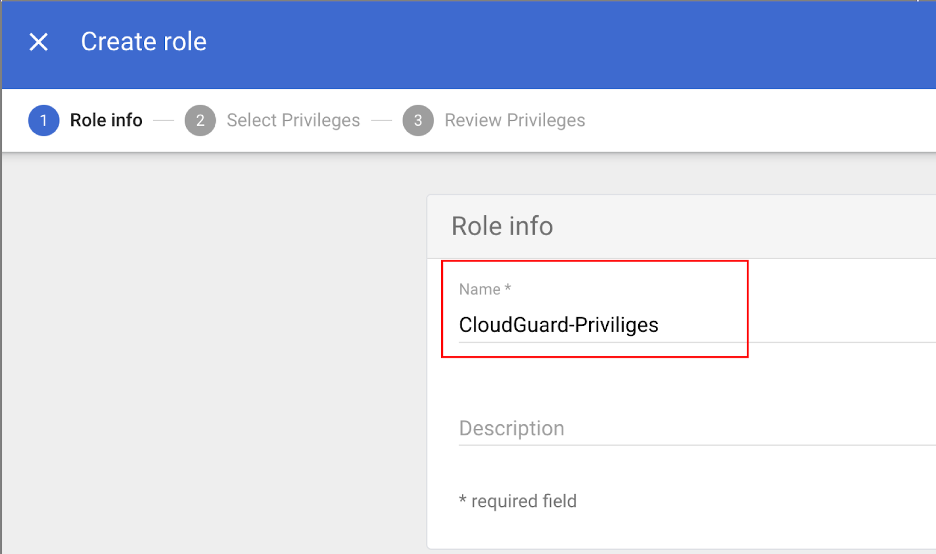 Create role
1 Role info 2 Select Privileges 3 Review Privileges
Role info
Name *
CloudGuard-Priviliges
Description
* required field